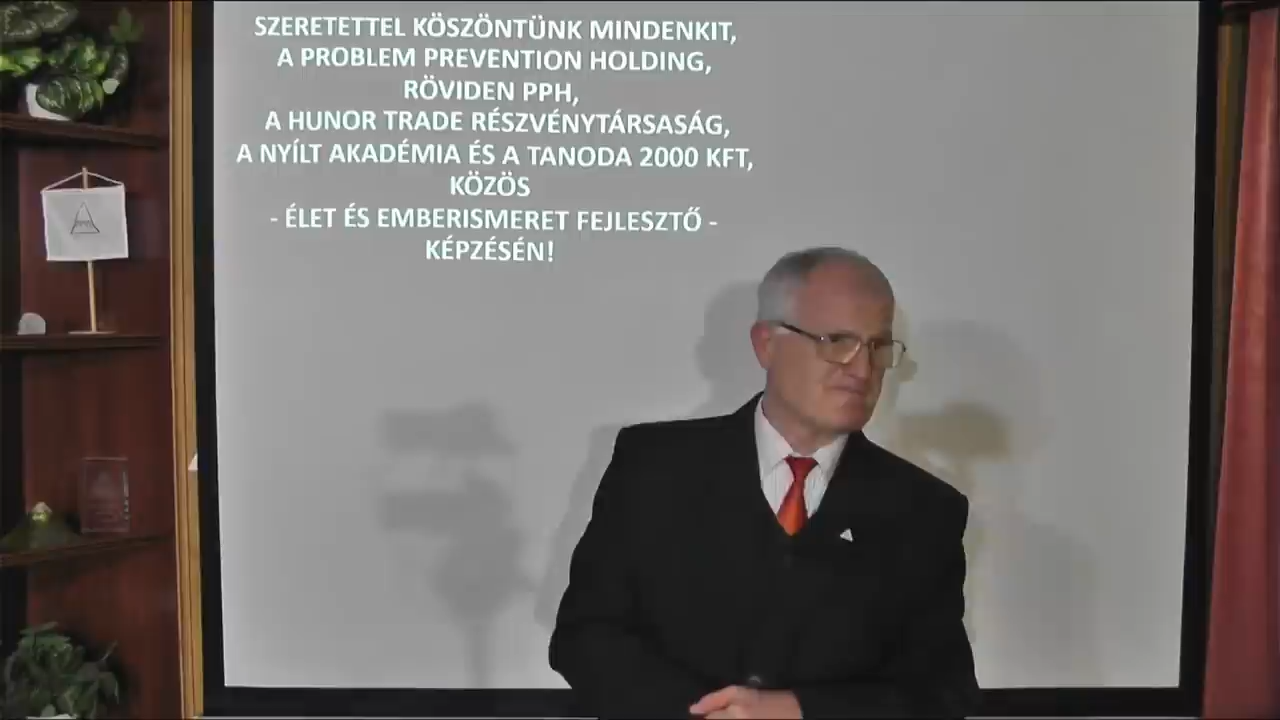 SZERETETTEL KÖSZÖNTÜNK MINDENKIT,
A PROBLEM PREVENTION HOLDING,
RÖVIDEN PPH,
A HUNOR TRADE RÉSZVÉNYTÁRSASÁG,
A NYÍLT AKADÉMIA ÉS A TANODA 2000 KFT,
KÖZÖS
- ÉLET ÉS EMBERISMERET FEJLESZTŐ -
KÉPZÉSÉN!